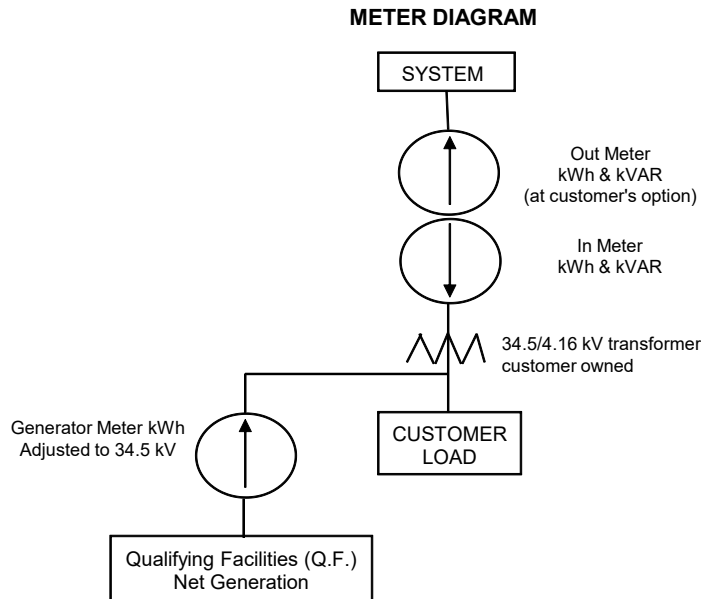 METER DIAGRAM
SYSTEM
Out Meter
kWh & kVAR
(at customer's option)
In Meter
kWh & kVAR
34.5/4.16 kV transformer
customer owned
Generator Meter kWh
Adjusted to 34.5 kV
CUSTOMER
LOAD
Qualifying Facilities (Q.F.)
Net Generation